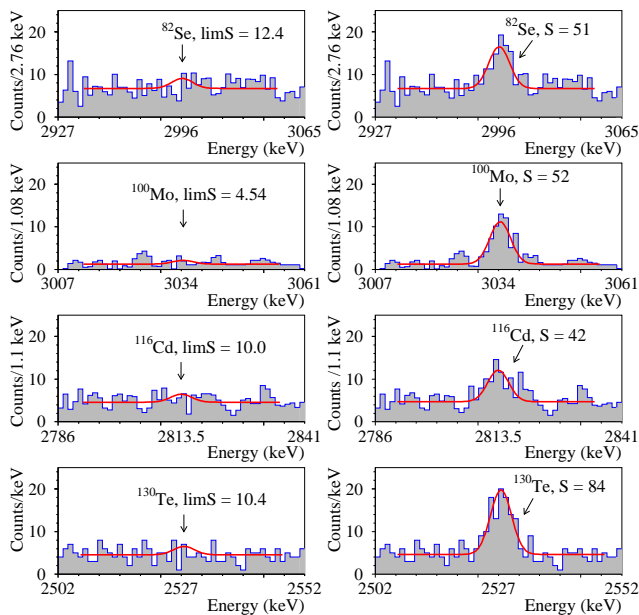 ⁸²Se, limS = 12.4
Counts/2.76 keV
20
10
0
2927 2996 3065
Energy (keV)
⁸²Se, S = 51
Counts/2.76 keV
20
10
0
2927 2996 3065
Energy (keV)
¹⁰⁰Mo, limS = 4.54
Counts/1.08 keV
20
10
0
3007 3034 3061
Energy (keV)
¹⁰⁰Mo, S = 52
Counts/1.08 keV
20
10
0
3007 3034 3061
Energy (keV)
¹¹⁶Cd, limS = 10.0
Counts/1.1 keV
20
10
0
2786 2813.5 2841
Energy (keV)
¹¹⁶Cd, S = 42
Counts /1.1 keV
20
10
0
2786 2813.5 2841
Energy (keV)
¹³⁰Te, limS = 10.4
Counts/keV
20
10
0
2502 2527 2552
Energy (keV)
¹³⁰Te, S = 84
Counts/keV
20
10
0
2502 2527 2552
Energy (keV)